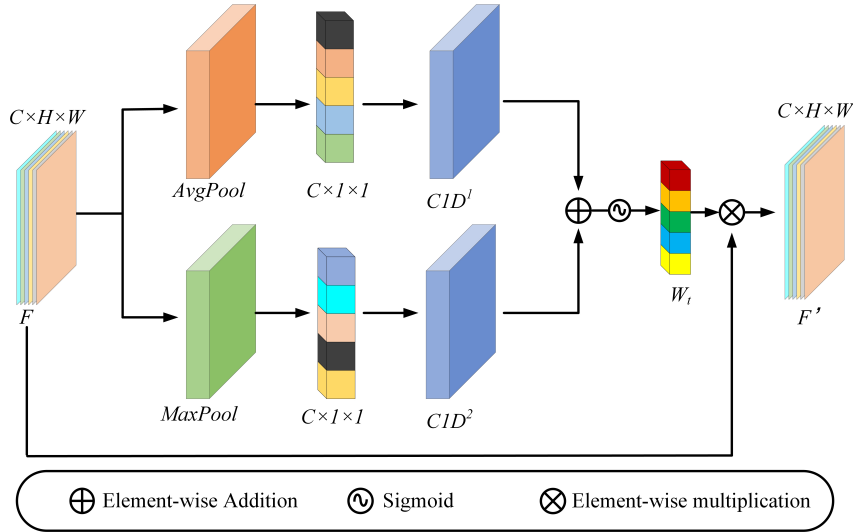 C×H×W
F
AvgPool
C×1×1
C1D¹
MaxPool
C×1×1
C1D²
Wₜ
C×H×W
F’
Element-wise Addition
Sigmoid
Element-wise multiplication